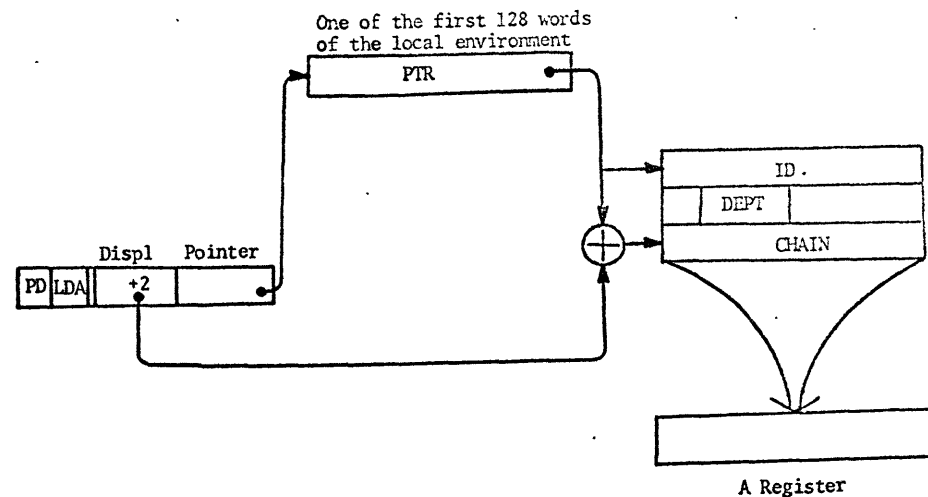 One of the first 128 words
of the local environment
PTR
ID.
DEPT
CHAIN
Displ Pointer
PD LDA +2
A Register